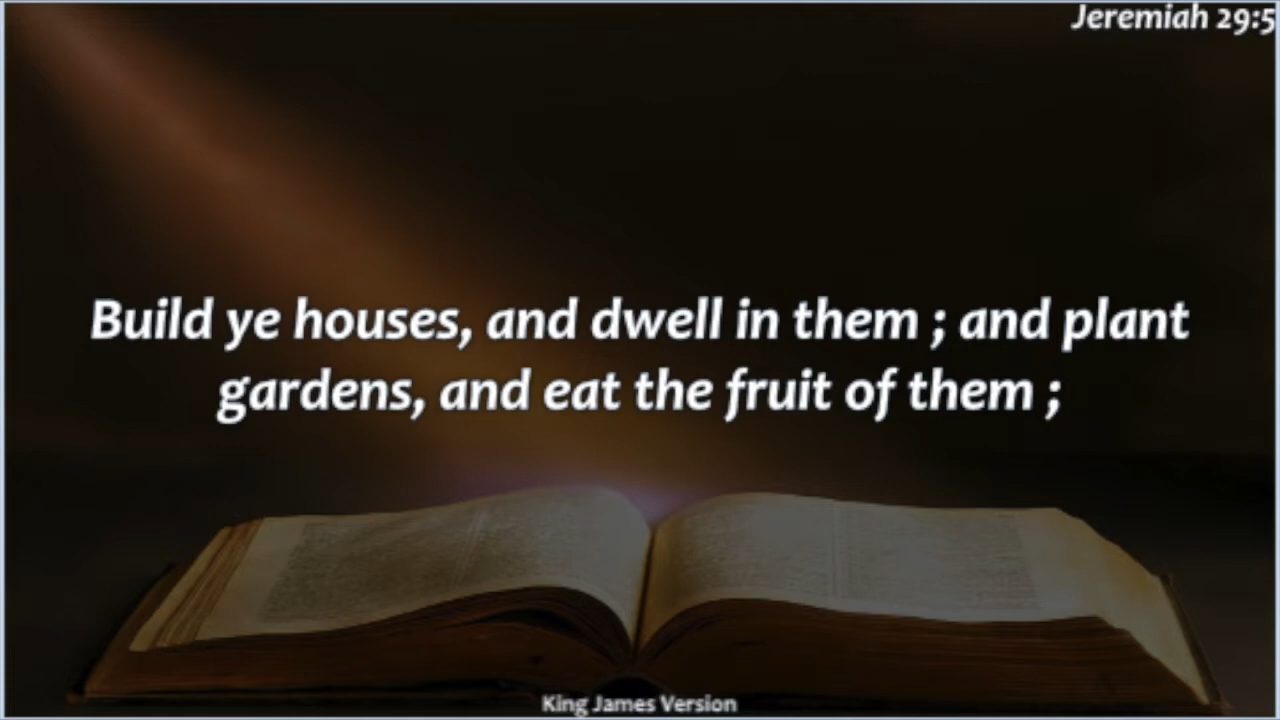 Jeremiah 29:5
Build ye houses, and dwell in them ; and plant
gardens, and eat the fruit of them ;
King James Version